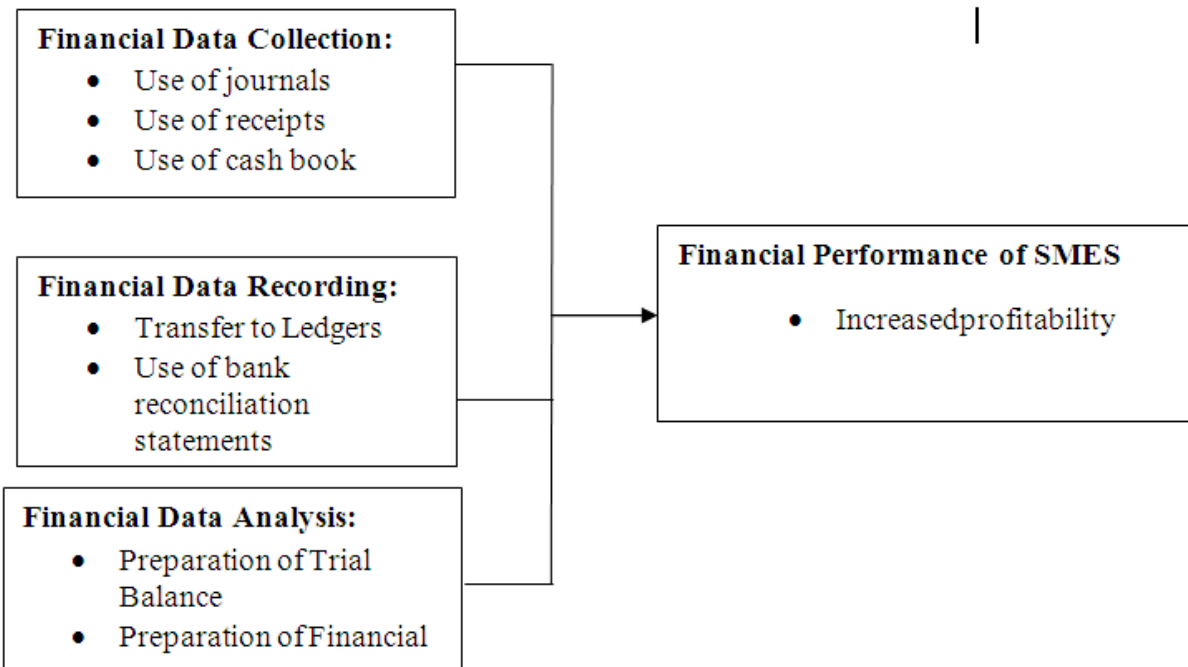 Financial Data Collection:
• Use of journals
• Use of receipts
• Use of cash book
Financial Data Recording:
• Transfer to Ledgers
• Use of bank
reconciliation
statements
Financial Data Analysis:
• Preparation of Trial
Balance
• Preparation of Financial
Financial Performance of SMES
• Increasedprofitability